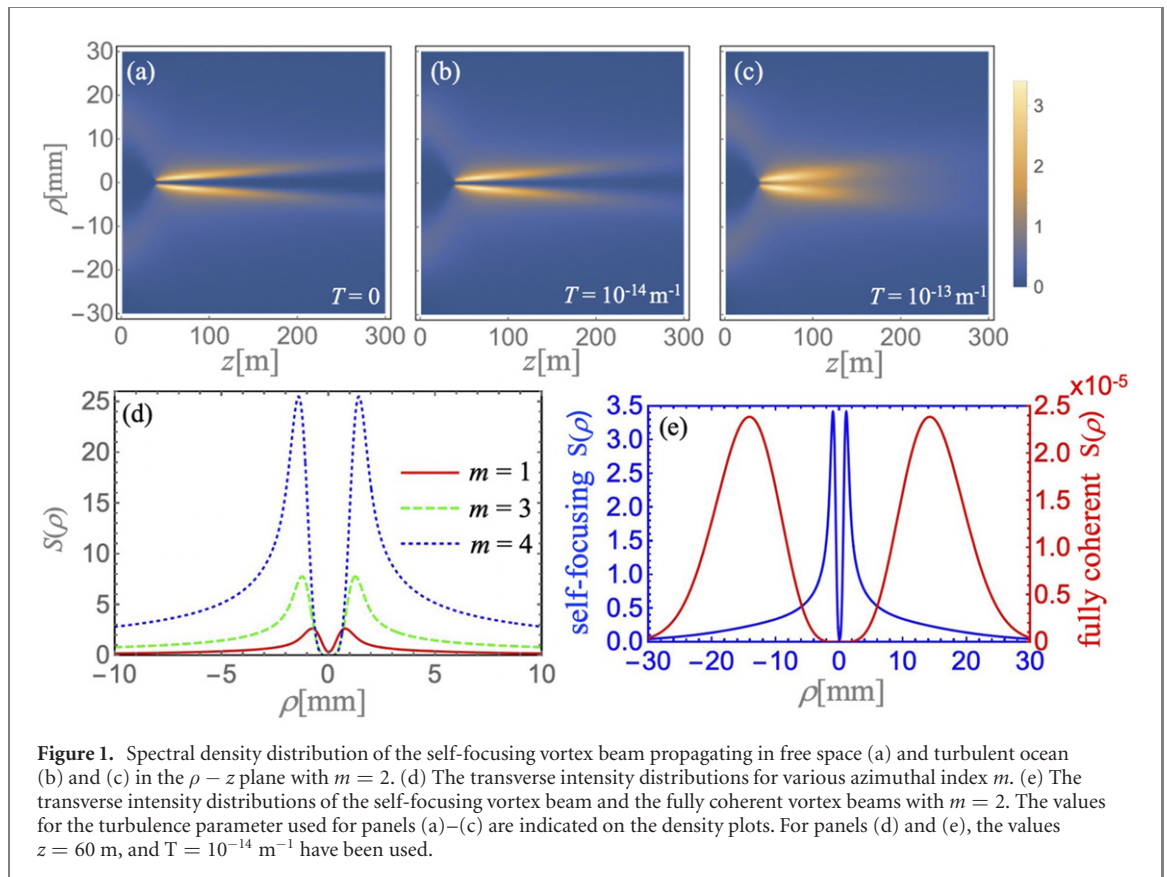 30
20
10
0
−10
−20
−30
ρ[mm]
(a)
(b)
(c)
T = 0
T = 10⁻¹⁴ m⁻¹
T = 10⁻¹³ m⁻¹
3
2
1
0
0 100 200 300
0 100 200 300
0 100 200 300
z[m]
z[m]
z[m]
25
20
15
10
5
0
S(ρ)
(d)
m = 1
m = 3
m = 4
−10 −5 0 5 10
ρ[mm]
self-focusing S(ρ)
3.5
3.0
2.5
2.0
1.5
1.0
0.5
0.0
(e)
x10⁻⁵
2.5
2.0
1.5
1.0
0.5
0
fully coherent S(ρ)
−30 −20 −10 0 10 20 30
ρ[mm]
Figure 1. Spectral density distribution of the self-focusing vortex beam propagating in free space (a) and turbulent ocean
(b) and (c) in the ρ − z plane with m = 2. (d) The transverse intensity distributions for various azimuthal index m. (e) The
transverse intensity distributions of the self-focusing vortex beam and the fully coherent vortex beams with m = 2. The values
for the turbulence parameter used for panels (a)–(c) are indicated on the density plots. For panels (d) and (e), the values
z = 60 m, and T = 10⁻¹⁴ m⁻¹ have been used.